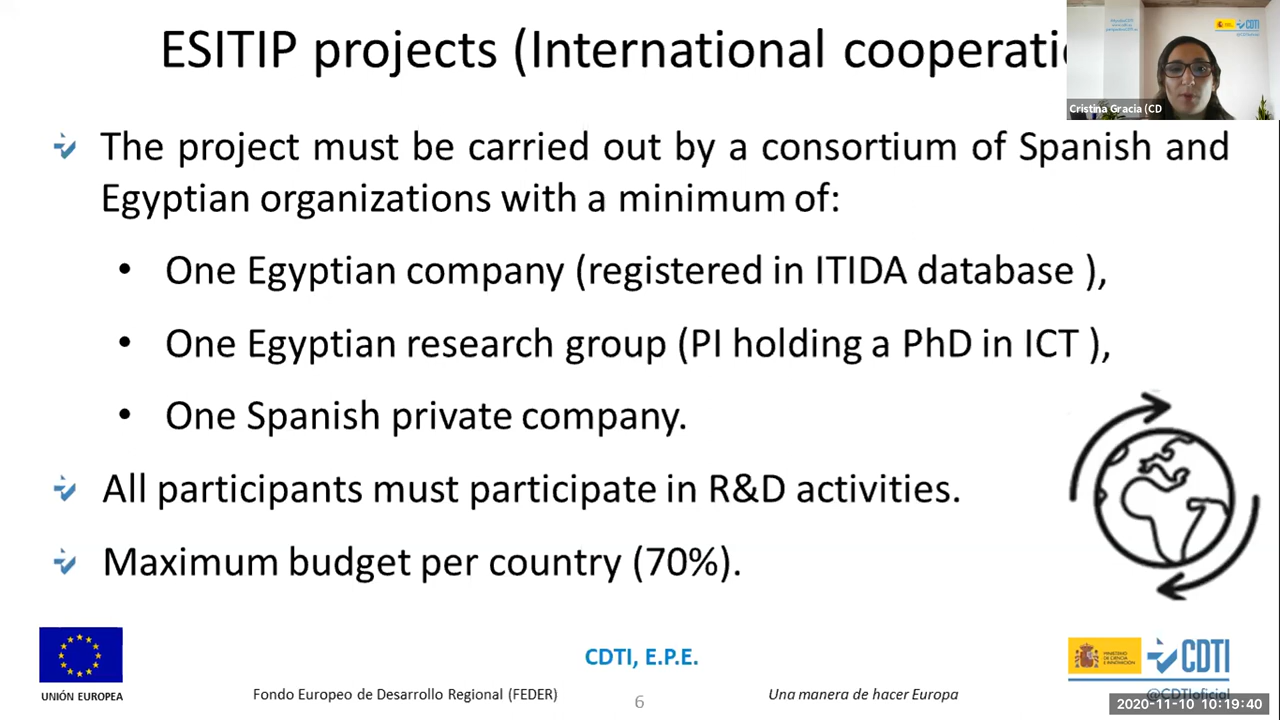 ESITIP projects (International cooperatio
Cristina Gracia (CD
CDTI
The project must be carried out by a consortium of Spanish and
Egyptian organizations with a minimum of:
• One Egyptian company (registered in ITIDA database ),
• One Egyptian research group (PI holding a PhD in ICT ),
• One Spanish private company.
All participants must participate in R&D activities.
Maximum budget per country (70%).
UNIÓN EUROPEA
Fondo Europeo de Desarrollo Regional (FEDER)
CDTI, E.P.E.
6
Una manera de hacer Europa
MINISTERIO
DE CIENCIA
E INNOVACIÓN
CDTI
@CDTIoficial
2020-11-10 10:19:40